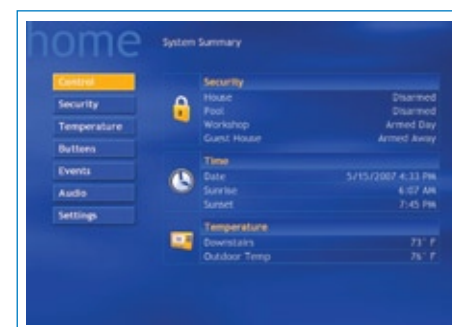 home
System Summary
Control
Security
Temperature
Buttons
Events
Audio
Settings
Security
House Disarmed
Pool Disarmed
Workshop Armed Day
Guest House Armed Away
Time
Date 5/15/2007 4:33 PM
Sunrise 6:07 AM
Sunset 7:45 PM
Temperature
Downstairs 73° F
Outdoor Temp 76° F